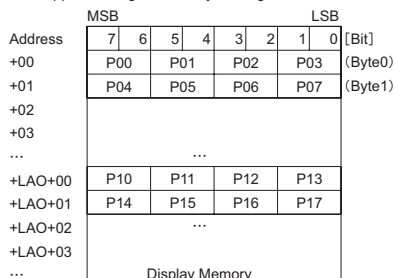 MSB LSB
Address 7 6 5 4 3 2 1 0 [Bit]
+00 P00 P01 P02 P03 (Byte0)
+01 P04 P05 P06 P07 (Byte1)
+02
+03
... ...
+LAO+00 P10 P11 P12 P13
+LAO+01 P14 P15 P16 P17
+LAO+02 ...
+LAO+03
... Display Memory